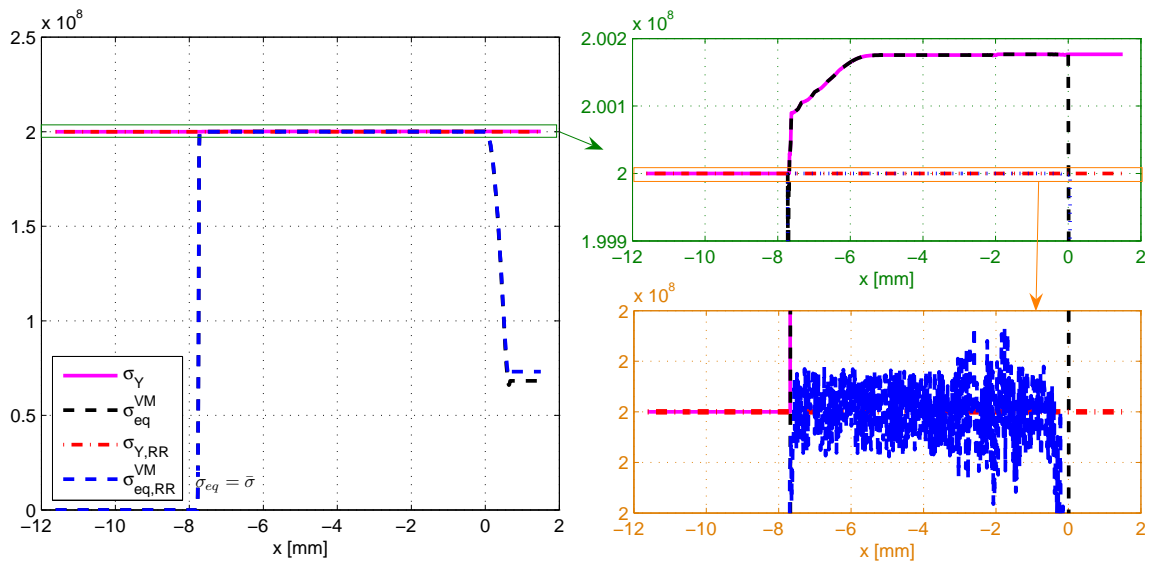 x 10^8
2.5
2
1.5
1
0.5
0
−12 −10 −8 −6 −4 −2 0 2
x [mm]
σ_Y
σ_eq^VM
σ_Y,RR
σ_eq,RR^VM
σ_eq = σ̄
x 10^8
2.002
2.001
2
1.999
−12 −10 −8 −6 −4 −2 0 2
x [mm]
x 10^8
2
2
2
2
2
−12 −10 −8 −6 −4 −2 0 2
x [mm]